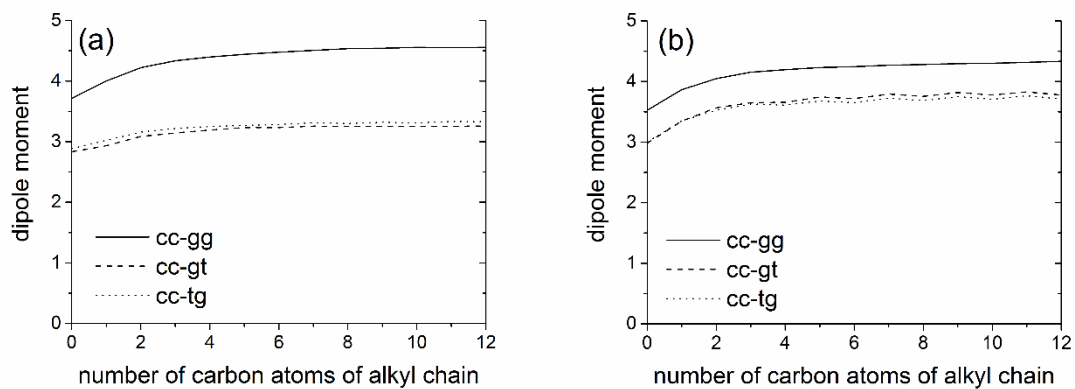 (a)
dipole moment
5
4
3
2
1
0
cc-gg
cc-gt
cc-tg
0 2 4 6 8 10 12
number of carbon atoms of alkyl chain
(b)
dipole moment
5
4
3
2
1
0
cc-gg
cc-gt
cc-tg
0 2 4 6 8 10 12
number of carbon atoms of alkyl chain